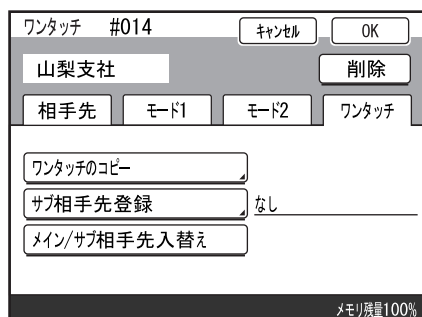 ワンタッチ #014 キャンセル OK
山梨支社 削除
相手先 モード1 モード2 ワンタッチ
ワンタッチのコピー
サブ相手先登録 なし
メイン/サブ相手先入替え
メモリ残量100%